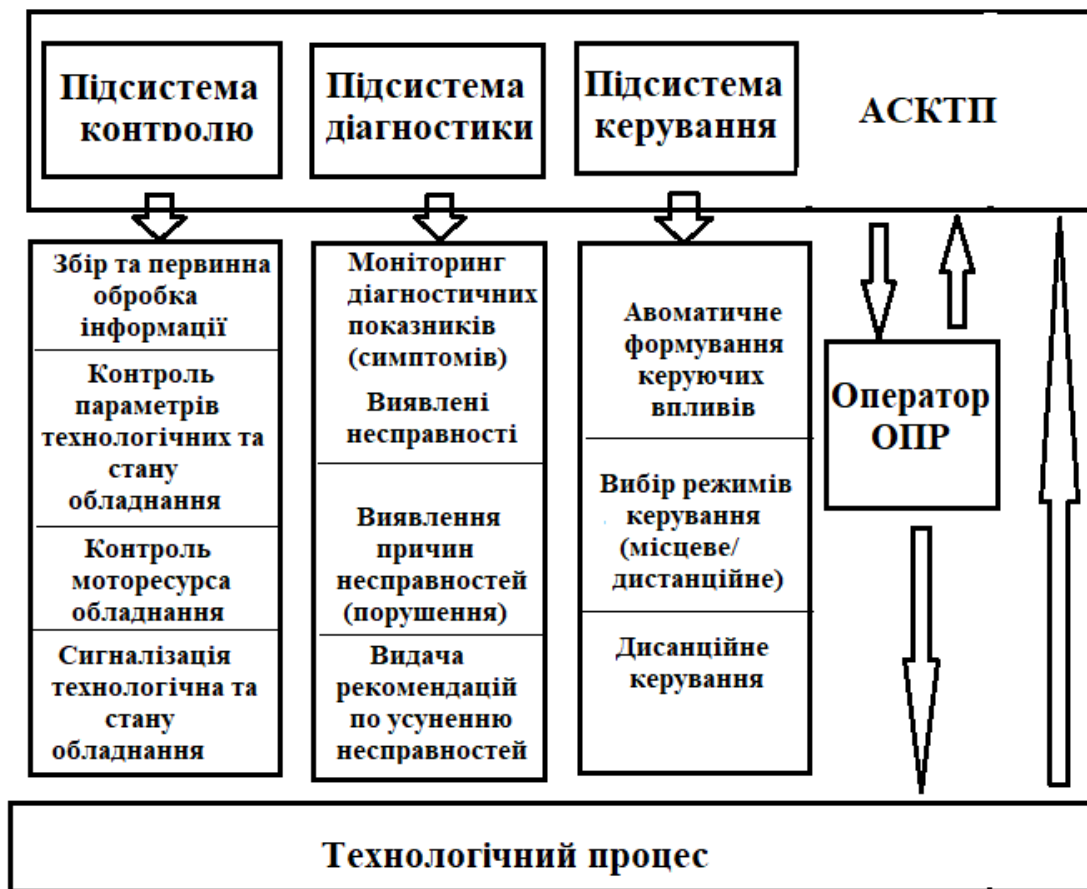 Підсистема
контролю
Підсистема
діагностики
Підсистема
керування
АСКТП
Збір та первинна
обробка
інформації
Контроль
параметрів
технологічних та
стану
обладнання
Контроль
моторесурса
обладнання
Сигналізація
технологічна та
стану
обладнання
Моніторинг
діагностичних
показників
(симптомів)
Виявлені
несправності
Виявлення
причин
несправностей
(порушення)
Видача
рекомендацій
по усуненню
несправностей
Авоматичне
формування
керуючих
впливів
Вибір режимів
керування
(місцеве/
дистанційне)
Дисанційне
керування
Оператор
ОПР
Технологічний процес